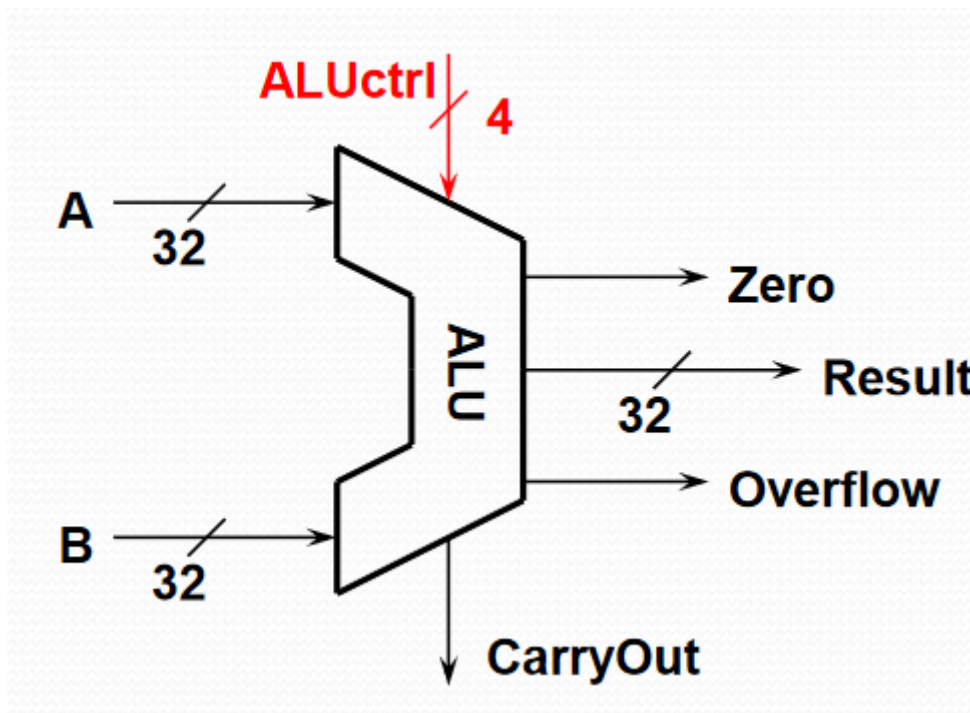 ALUctrl
4
A
32
Zero
ALU
Result
32
Overflow
B
32
CarryOut